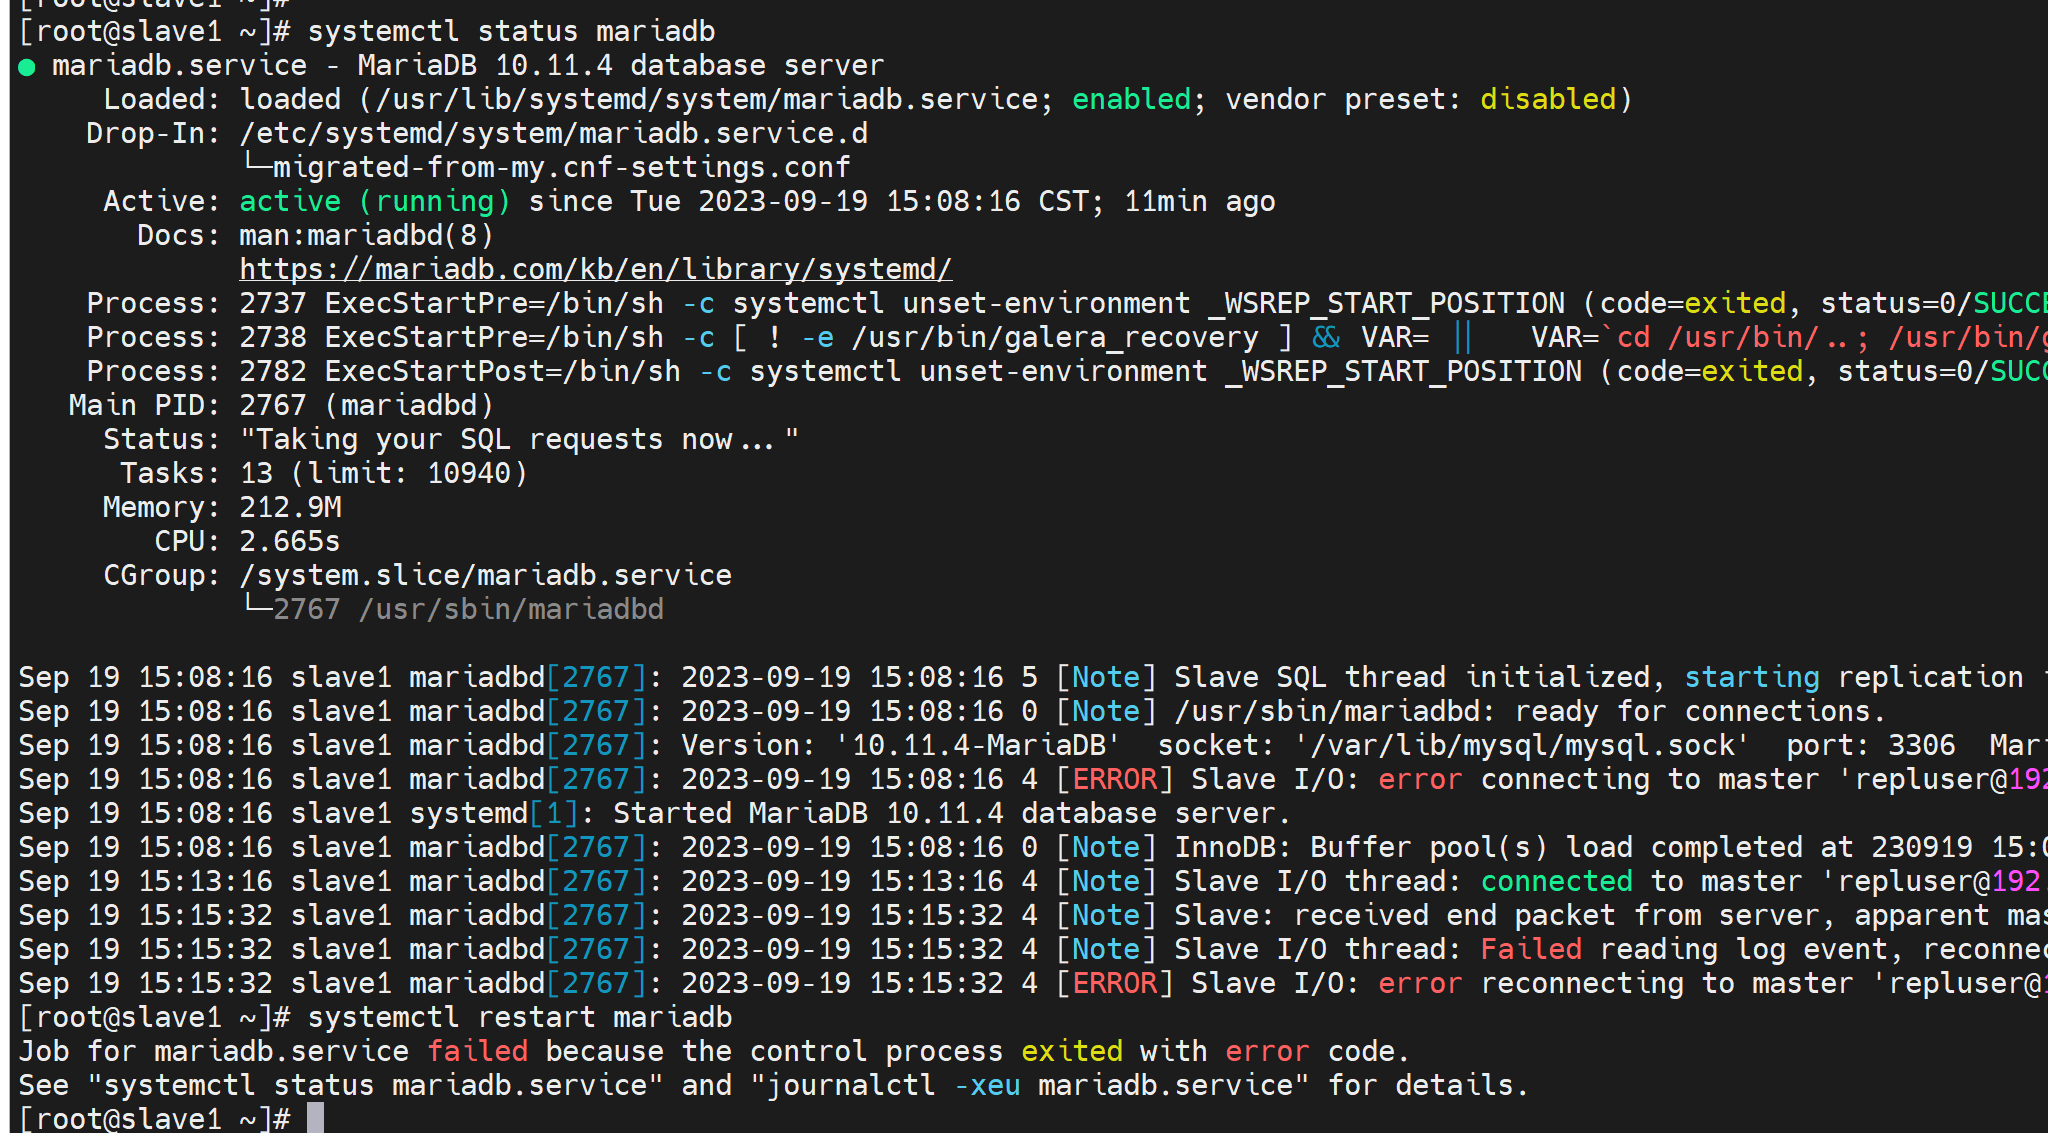 [root@slave1 ~]#
[root@slave1 ~]# systemctl status mariadb
● mariadb.service - MariaDB 10.11.4 database server
     Loaded: loaded (/usr/lib/systemd/system/mariadb.service; enabled; vendor preset: disabled)
    Drop-In: /etc/systemd/system/mariadb.service.d
             └─migrated-from-my.cnf-settings.conf
     Active: active (running) since Tue 2023-09-19 15:08:16 CST; 11min ago
       Docs: man:mariadbd(8)
             https://mariadb.com/kb/en/library/systemd/
    Process: 2737 ExecStartPre=/bin/sh -c systemctl unset-environment _WSREP_START_POSITION (code=exited, status=0/SUCCE
    Process: 2738 ExecStartPre=/bin/sh -c [ ! -e /usr/bin/galera_recovery ] && VAR= ||   VAR=`cd /usr/bin/..; /usr/bin/g
    Process: 2782 ExecStartPost=/bin/sh -c systemctl unset-environment _WSREP_START_POSITION (code=exited, status=0/SUCC
   Main PID: 2767 (mariadbd)
     Status: "Taking your SQL requests now..."
      Tasks: 13 (limit: 10940)
     Memory: 212.9M
        CPU: 2.665s
     CGroup: /system.slice/mariadb.service
             └─2767 /usr/sbin/mariadbd
Sep 19 15:08:16 slave1 mariadbd[2767]: 2023-09-19 15:08:16 5 [Note] Slave SQL thread initialized, starting replication i
Sep 19 15:08:16 slave1 mariadbd[2767]: 2023-09-19 15:08:16 0 [Note] /usr/sbin/mariadbd: ready for connections.
Sep 19 15:08:16 slave1 mariadbd[2767]: Version: '10.11.4-MariaDB'  socket: '/var/lib/mysql/mysql.sock'  port: 3306  Mari
Sep 19 15:08:16 slave1 mariadbd[2767]: 2023-09-19 15:08:16 4 [ERROR] Slave I/O: error connecting to master 'repluser@192
Sep 19 15:08:16 slave1 systemd[1]: Started MariaDB 10.11.4 database server.
Sep 19 15:08:16 slave1 mariadbd[2767]: 2023-09-19 15:08:16 0 [Note] InnoDB: Buffer pool(s) load completed at 230919 15:0
Sep 19 15:13:16 slave1 mariadbd[2767]: 2023-09-19 15:13:16 4 [Note] Slave I/O thread: connected to master 'repluser@192.
Sep 19 15:15:32 slave1 mariadbd[2767]: 2023-09-19 15:15:32 4 [Note] Slave: received end packet from server, apparent mas
Sep 19 15:15:32 slave1 mariadbd[2767]: 2023-09-19 15:15:32 4 [Note] Slave I/O thread: Failed reading log event, reconnec
Sep 19 15:15:32 slave1 mariadbd[2767]: 2023-09-19 15:15:32 4 [ERROR] Slave I/O: error reconnecting to master 'repluser@1
[root@slave1 ~]# systemctl restart mariadb
Job for mariadb.service failed because the control process exited with error code.
See "systemctl status mariadb.service" and "journalctl -xeu mariadb.service" for details.
[root@slave1 ~]#